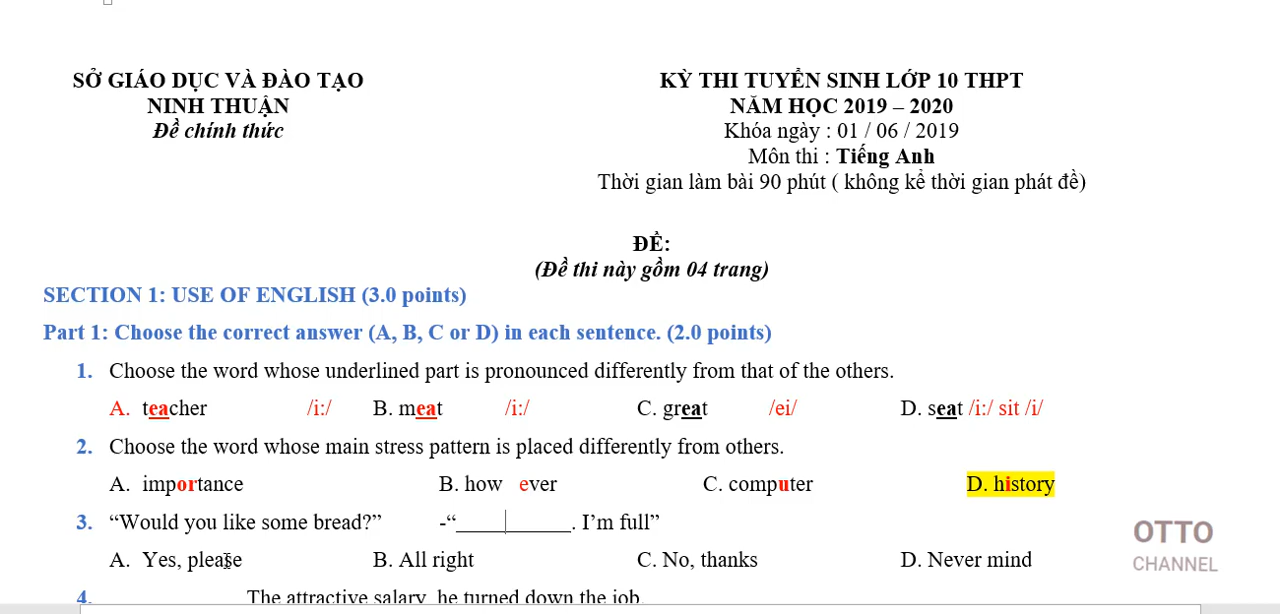 SỞ GIÁO DỤC VÀ ĐÀO TẠO
NINH THUẬN
Đề chính thức
KỲ THI TUYỂN SINH LỚP 10 THPT
NĂM HỌC 2019 – 2020
Khóa ngày : 01 / 06 / 2019
Môn thi : Tiếng Anh
Thời gian làm bài 90 phút ( không kể thời gian phát đề)
ĐỀ:
(Đề thi này gồm 04 trang)
SECTION 1: USE OF ENGLISH (3.0 points)
Part 1: Choose the correct answer (A, B, C or D) in each sentence. (2.0 points)
1. Choose the word whose underlined part is pronounced differently from that of the others.
A. teacher /i:/ B. meat /i:/ C. great /ei/ D. seat /i:/ sit /i/
2. Choose the word whose main stress pattern is placed differently from others.
A. importance B. how ever C. computer D. history
3. “Would you like some bread?” -“__________. I’m full”
A. Yes, please B. All right C. No, thanks D. Never mind
4. The attractive salary, he turned down the job.
OTTO
CHANNEL